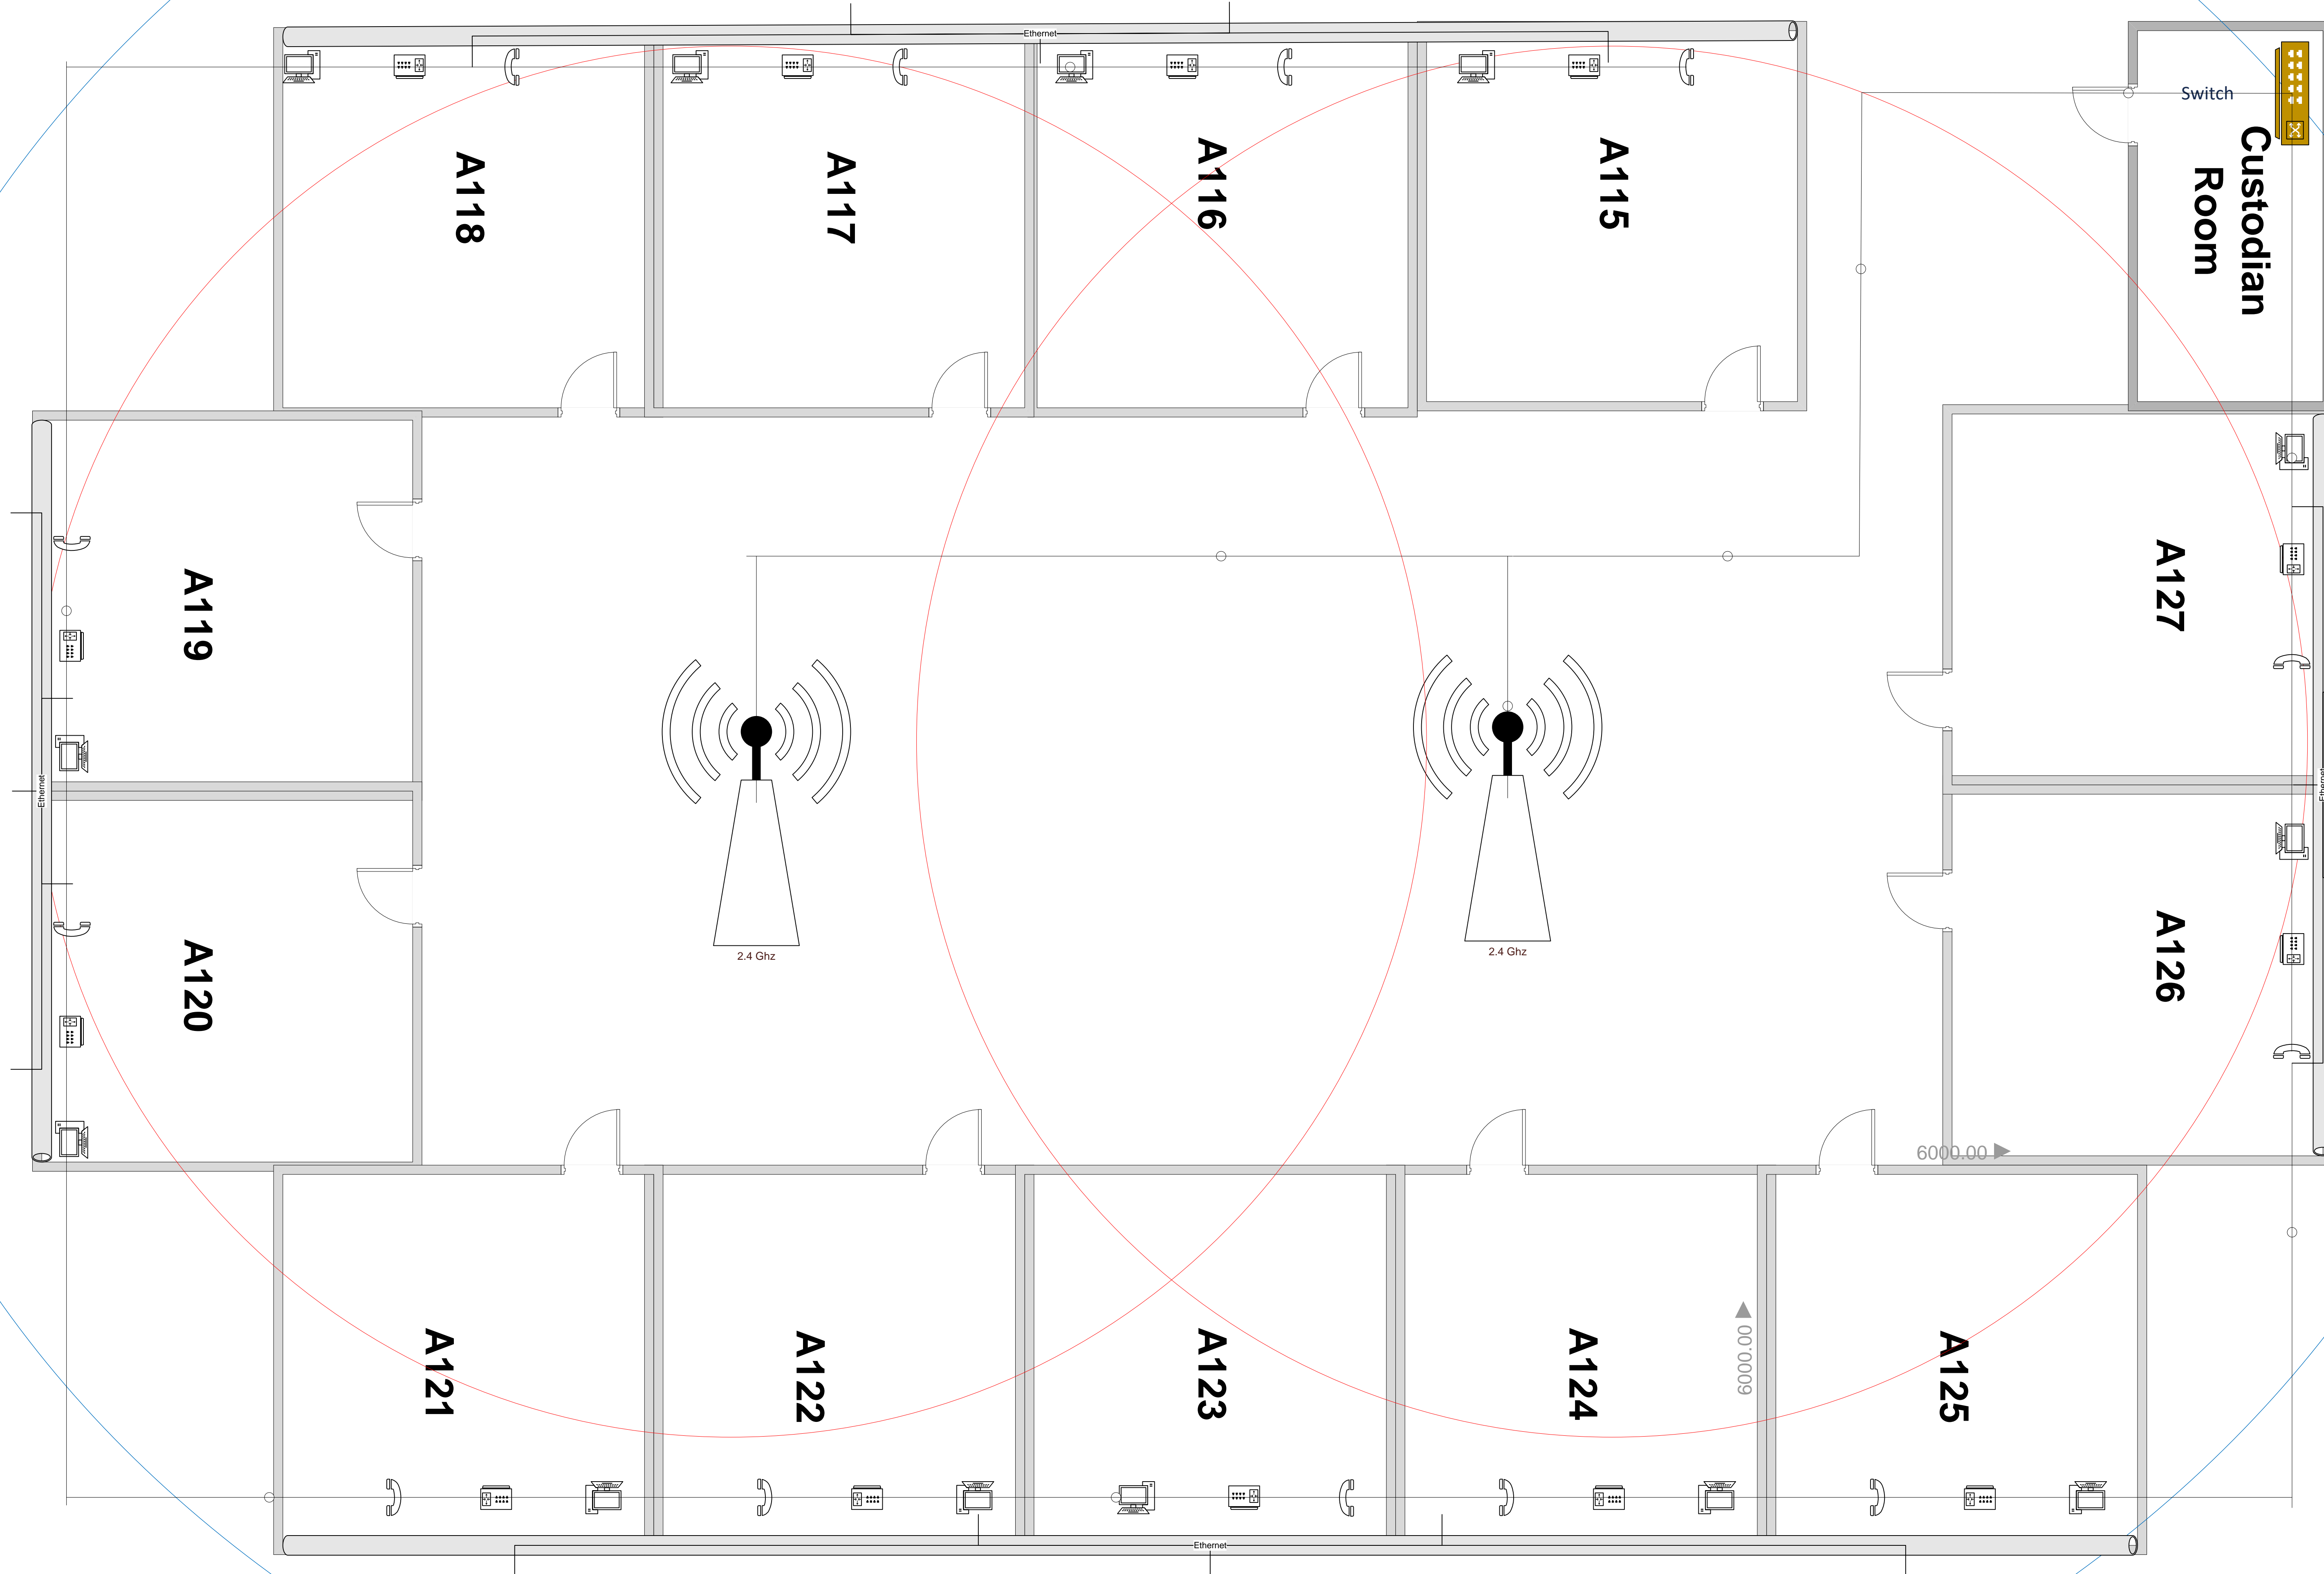 Ethernet
Switch
Custodian
Room
A118
A117
A116
A115
A119
A127
Ethernet
Ethernet
A120
A126
2.4 Ghz
2.4 Ghz
6000.00
6000.00
A121
A122
A123
A124
A125
Ethernet